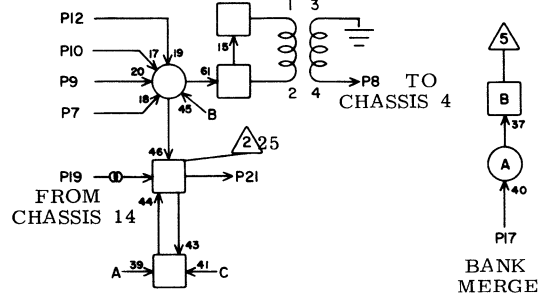 P12
1 3
P10
17 19
15
5
P9
20
61
P8 TO
CHASSIS 4
2 4
18
45
B
P7
B
37
46
2 25
A
P19
P21
40
FROM
CHASSIS 14
44
43
P17
A 39
41 C
BANK
MERGE